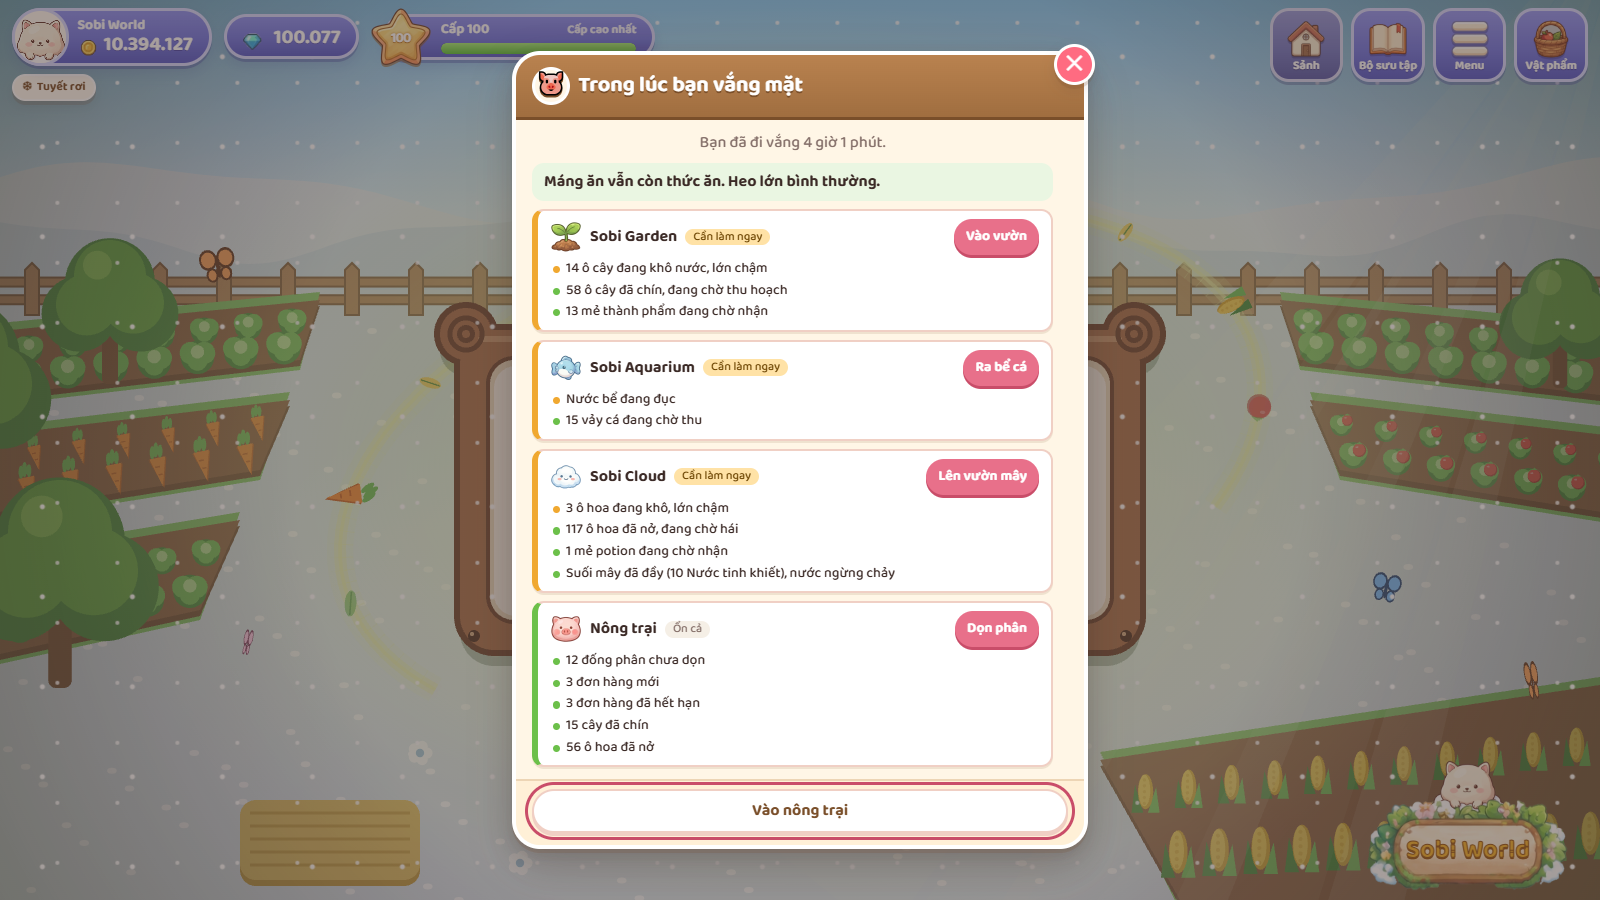 Sobi World
10.394.127
100.077
100
Cấp 100
Cấp cao nhất
Tuyết rơi
Sảnh
Bộ sưu tập
Menu
Vật phẩm
Trong lúc bạn vắng mặt
Bạn đã đi vắng 4 giờ 1 phút.
Máng ăn vẫn còn thức ăn. Heo lớn bình thường.
Sobi Garden
Cần làm ngay
Vào vườn
14 ô cây đang khô nước, lớn chậm
58 ô cây đã chín, đang chờ thu hoạch
13 mẻ thành phẩm đang chờ nhận
Sobi Aquarium
Cần làm ngay
Ra bể cá
Nước bể đang đục
15 vảy cá đang chờ thu
Sobi Cloud
Cần làm ngay
Lên vườn mây
3 ô hoa đang khô, lớn chậm
117 ô hoa đã nở, đang chờ hái
1 mẻ potion đang chờ nhận
Suối mây đã đầy (10 Nước tinh khiết), nước ngừng chảy
Nông trại
Ổn cả
Dọn phân
12 đống phân chưa dọn
3 đơn hàng mới
3 đơn hàng đã hết hạn
15 cây đã chín
56 ô hoa đã nở
Vào nông trại
Sobi World